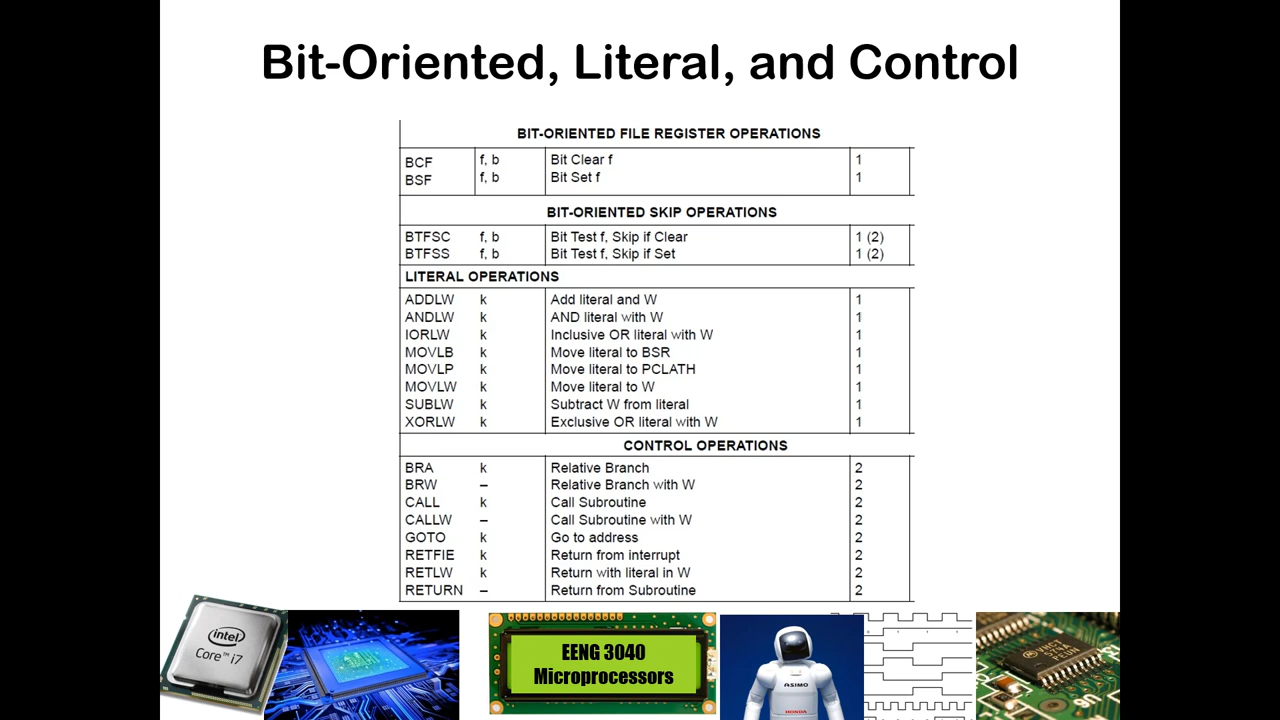 Bit-Oriented, Literal, and Control
BIT-ORIENTED FILE REGISTER OPERATIONS
BCF f, b Bit Clear f 1
BSF f, b Bit Set f 1
BIT-ORIENTED SKIP OPERATIONS
BTFSC f, b Bit Test f, Skip if Clear 1 (2)
BTFSS f, b Bit Test f, Skip if Set 1 (2)
LITERAL OPERATIONS
ADDLW k Add literal and W 1
ANDLW k AND literal with W 1
IORLW k Inclusive OR literal with W 1
MOVLB k Move literal to BSR 1
MOVLP k Move literal to PCLATH 1
MOVLW k Move literal to W 1
SUBLW k Subtract W from literal 1
XORLW k Exclusive OR literal with W 1
CONTROL OPERATIONS
BRA k Relative Branch 2
BRW – Relative Branch with W 2
CALL k Call Subroutine 2
CALLW – Call Subroutine with W 2
GOTO k Go to address 2
RETFIE k Return from interrupt 2
RETLW k Return with literal in W 2
RETURN – Return from Subroutine 2
intel
Core™ i7
EENG 3040
Microprocessors
ASIMO
HONDA